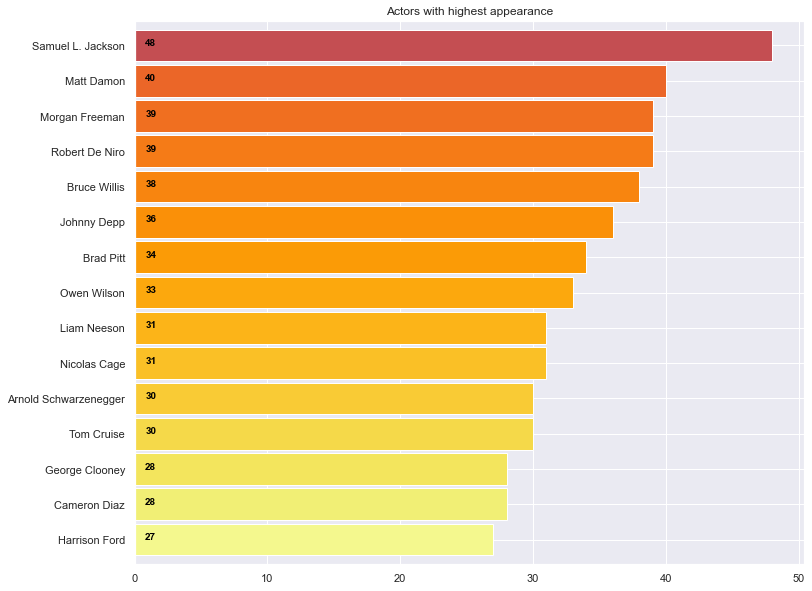 Actors with highest appearance
Samuel L. Jackson 48
Matt Damon 40
Morgan Freeman 39
Robert De Niro 39
Bruce Willis 38
Johnny Depp 36
Brad Pitt 34
Owen Wilson 33
Liam Neeson 31
Nicolas Cage 31
Arnold Schwarzenegger 30
Tom Cruise 30
George Clooney 28
Cameron Diaz 28
Harrison Ford 27
0 10 20 30 40 50